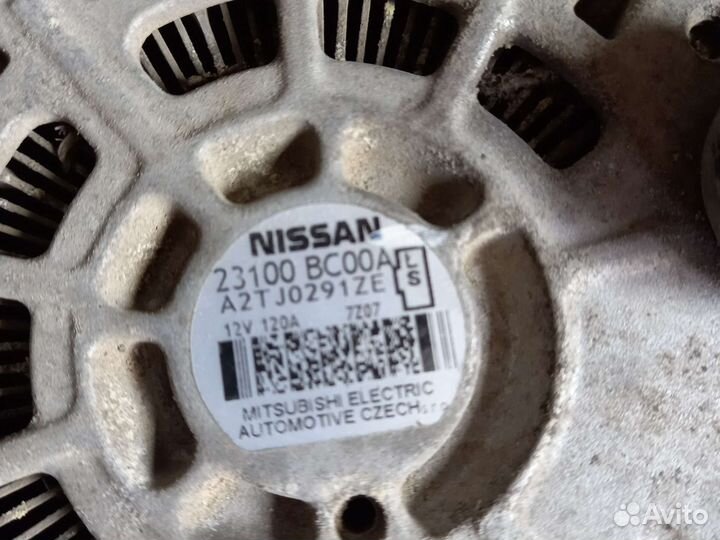 NISSAN
23100 BC00A
L
S
A2TJ0291ZE
12V 120A 7Z07
MITSUBISHI ELECTRIC
AUTOMOTIVE CZECH s.r.o
Avito